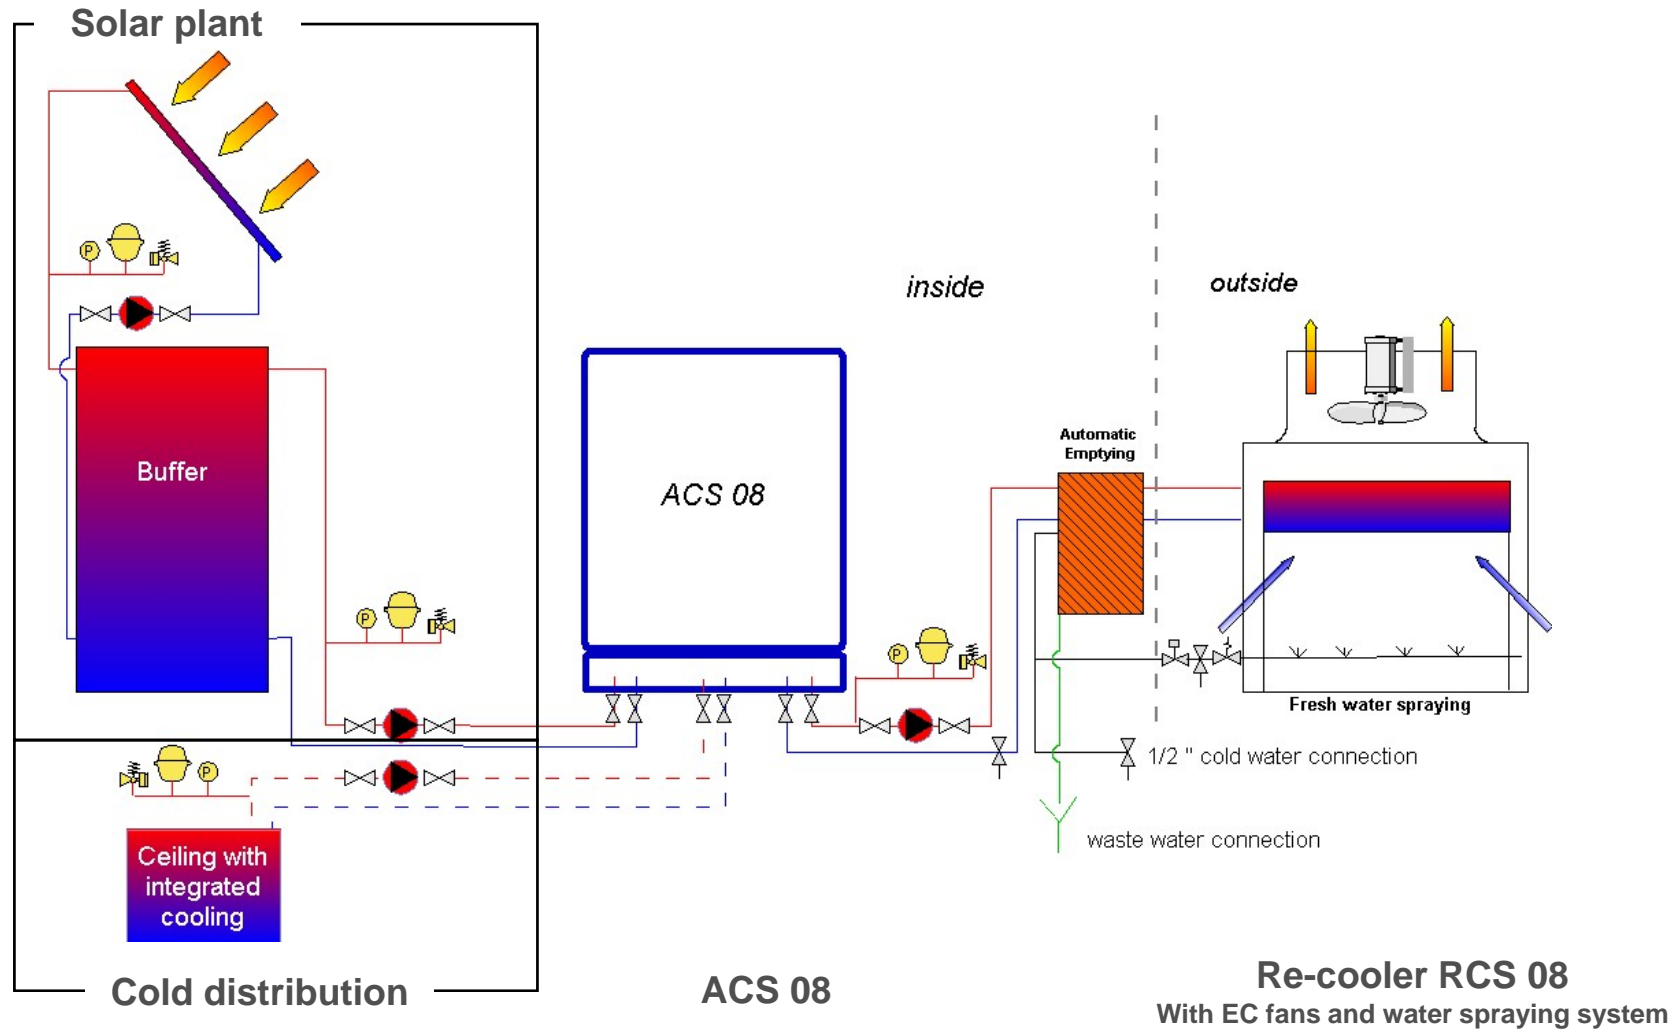 Solar plant
P
inside
outside
Automatic
Emptying
Buffer
ACS 08
P
P
Fresh water spraying
1/2 " cold water connection
P
waste water connection
Ceiling with
integrated
cooling
Cold distribution
ACS 08
Re-cooler RCS 08
With EC fans and water spraying system